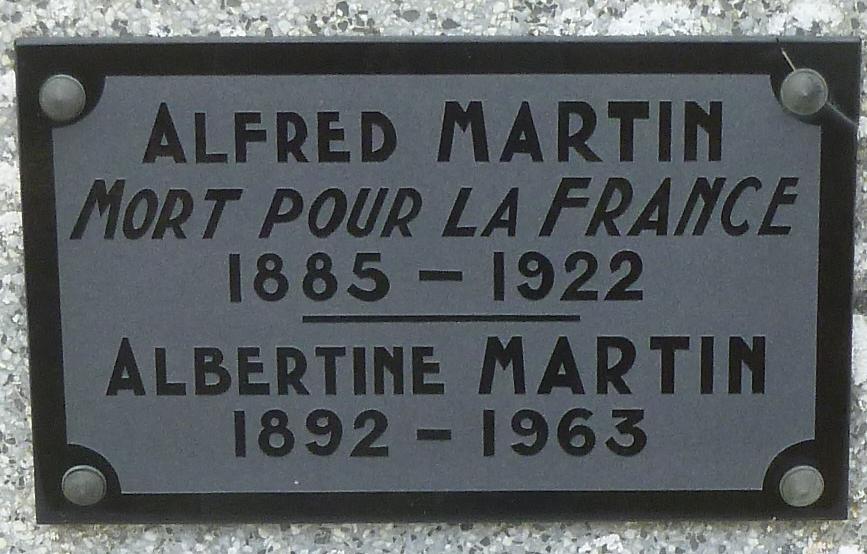 ALFRED MARTIN
MORT POUR LA FRANCE
1885 – 1922
ALBERTINE MARTIN
1892 – 1963